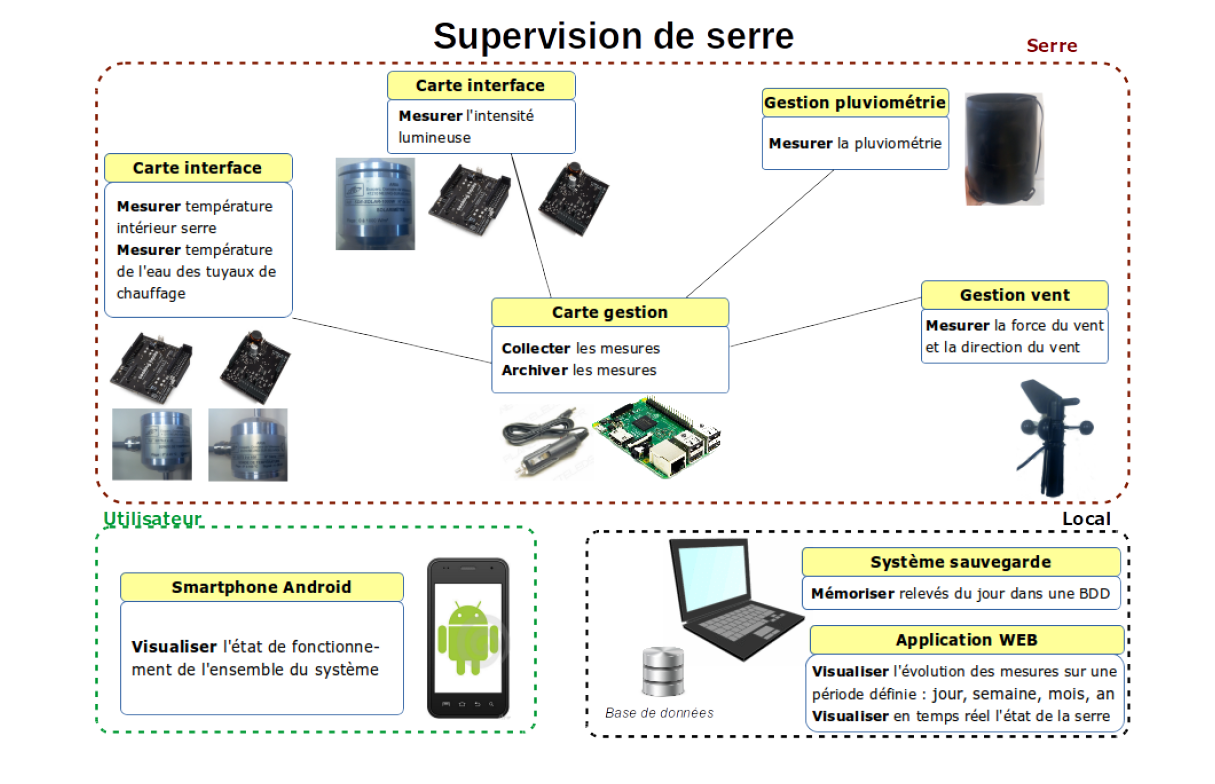 Supervision de serre
Serre
Carte interface
Mesurer l'intensité
lumineuse
Gestion pluviométrie
Mesurer la pluviométrie
Carte interface
Mesurer température
intérieur serre
Mesurer température
de l'eau des tuyaux de
chauffage
Gestion vent
Mesurer la force du vent
et la direction du vent
Carte gestion
Collecter les mesures
Archiver les mesures
Utilisateur
Smartphone Android
Visualiser l'état de fonctionne-
ment de l'ensemble du système
Local
Système sauvegarde
Mémoriser relevés du jour dans une BDD
Application WEB
Visualiser l'évolution des mesures sur une
période définie : jour, semaine, mois, an
Visualiser en temps réel l'état de la serre
Base de données